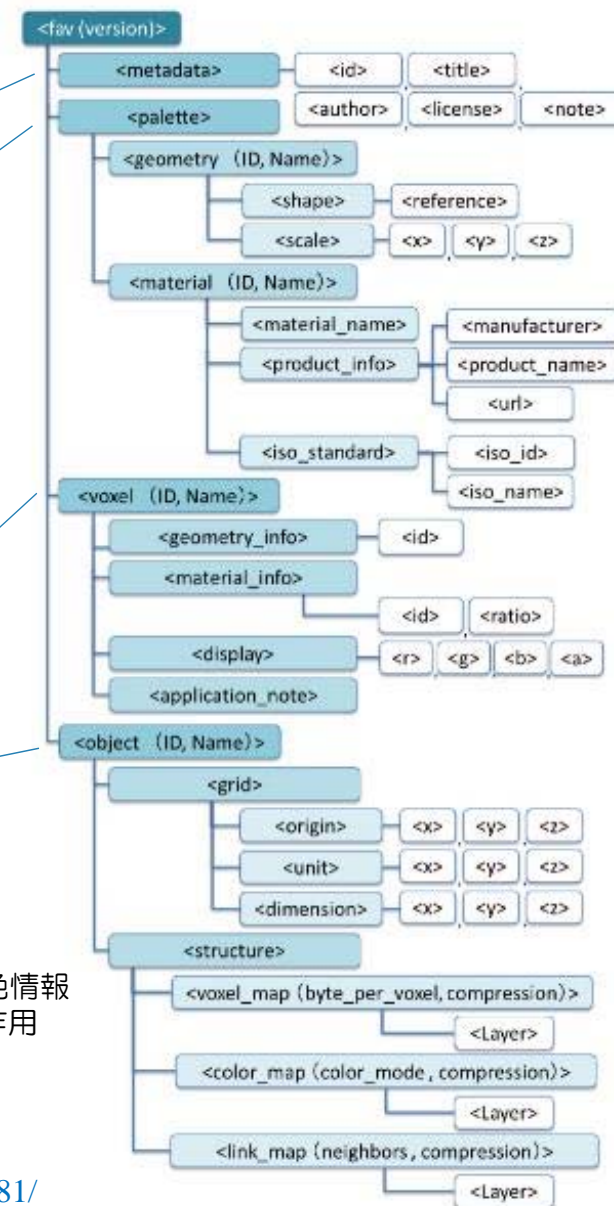 <fav (version)>
<metadata> <id> , <title> ,
<author> , <license> , <note>
<palette>
<geometry （ID, Name)>
<shape> <reference>
<scale> <x> , <y> , <z>
<material （ID, Name)>
<material_name>
<product_info> <manufacturer>
<product_name>
<url>
<iso_standard> <iso_id>
<iso_name>
<voxel （ID, Name)>
<geometry_info> <id>
<material_info>
<id> , <ratio>
<display> <r> , <g> , <b> , <a>
<application_note>
<object （ID, Name)>
<grid>
<origin> <x> , <y> , <z>
<unit> <x> , <y> , <z>
<dimension> <x> , <y> , <z>
<structure>
色情報
作用
<voxel_map (byte_per_voxel, compression)>
<Layer>
<color_map (color_mode , compression)>
<Layer>
<link_map (neighbors , compression)>
<Layer>
81/